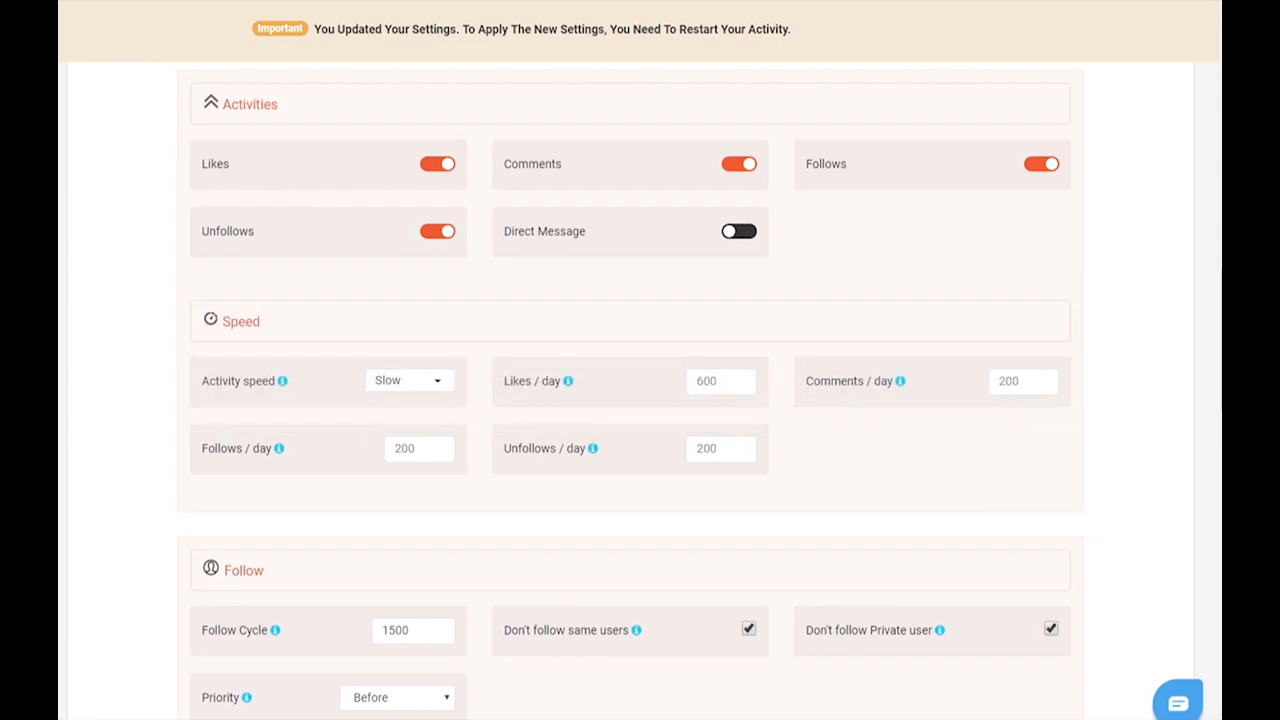 Important You Updated Your Settings. To Apply The New Settings, You Need To Restart Your Activity.
Activities
Likes
Comments
Follows
Unfollows
Direct Message
Speed
Activity speed Slow
Likes / day 600
Comments / day 200
Follows / day 200
Unfollows / day 200
Follow
Follow Cycle 1500
Don't follow same users
Don't follow Private user
Priority Before